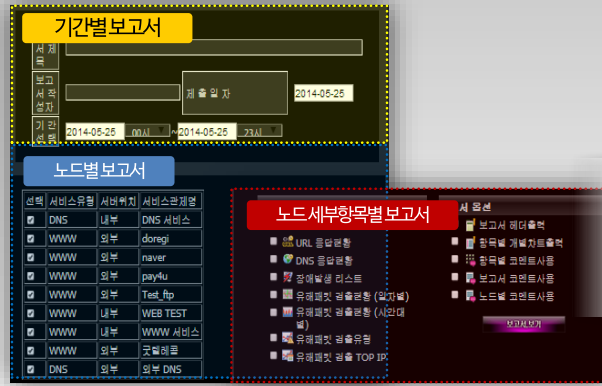 기간별 보고서
서 제
목
보고
서 작
성자
제 출 일 자
2014-05-25
기 간
선 택
2014-05-25 00시 ~ 2014-05-25 23시
노드별 보고서
선택 서비스유형 서버위치 서비스관제명
DNS 내부 DNS 서비스
WWW 외부 doregi
WWW 외부 naver
WWW 외부 pay4u
WWW 외부 Test_ftp
WWW 내부 WEB TEST
WWW 내부 WWW 서비스
WWW 외부 굿텔레콤
DNS 외부 외부 DNS
노드 세부항목별 보고서
URL 응답현황
DNS 응답현황
장애발생 리스트
유해패킷 검출현황 (일자별)
유해패킷 검출현황 (시간대
별)
유해패킷 검출유형
유해패킷 검출 TOP IP
서 옵션
보고서 헤더출력
항목별 개별차트출력
항목별 코멘트사용
보고서 코멘트사용
노드별 코멘트사용
보고서보기